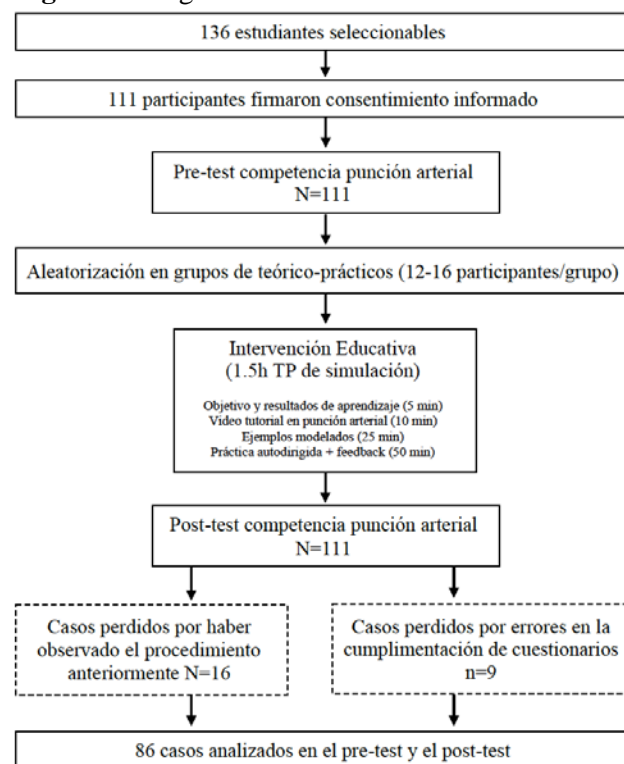 136 estudiantes seleccionables
111 participantes firmaron consentimiento informado
Pre-test competencia punción arterial
N=111
Aleatorización en grupos de teórico-prácticos (12-16 participantes/grupo)
Intervención Educativa
(1.5h TP de simulación)
Objetivo y resultados de aprendizaje (5 min)
Video tutorial en punción arterial (10 min)
Ejemplos modelados (25 min)
Práctica autodirigida + feedback (50 min)
Post-test competencia punción arterial
N=111
Casos perdidos por haber
observado el procedimiento
anteriormente N=16
Casos perdidos por errores en la
cumplimentación de cuestionarios
n=9
86 casos analizados en el pre-test y el post-test